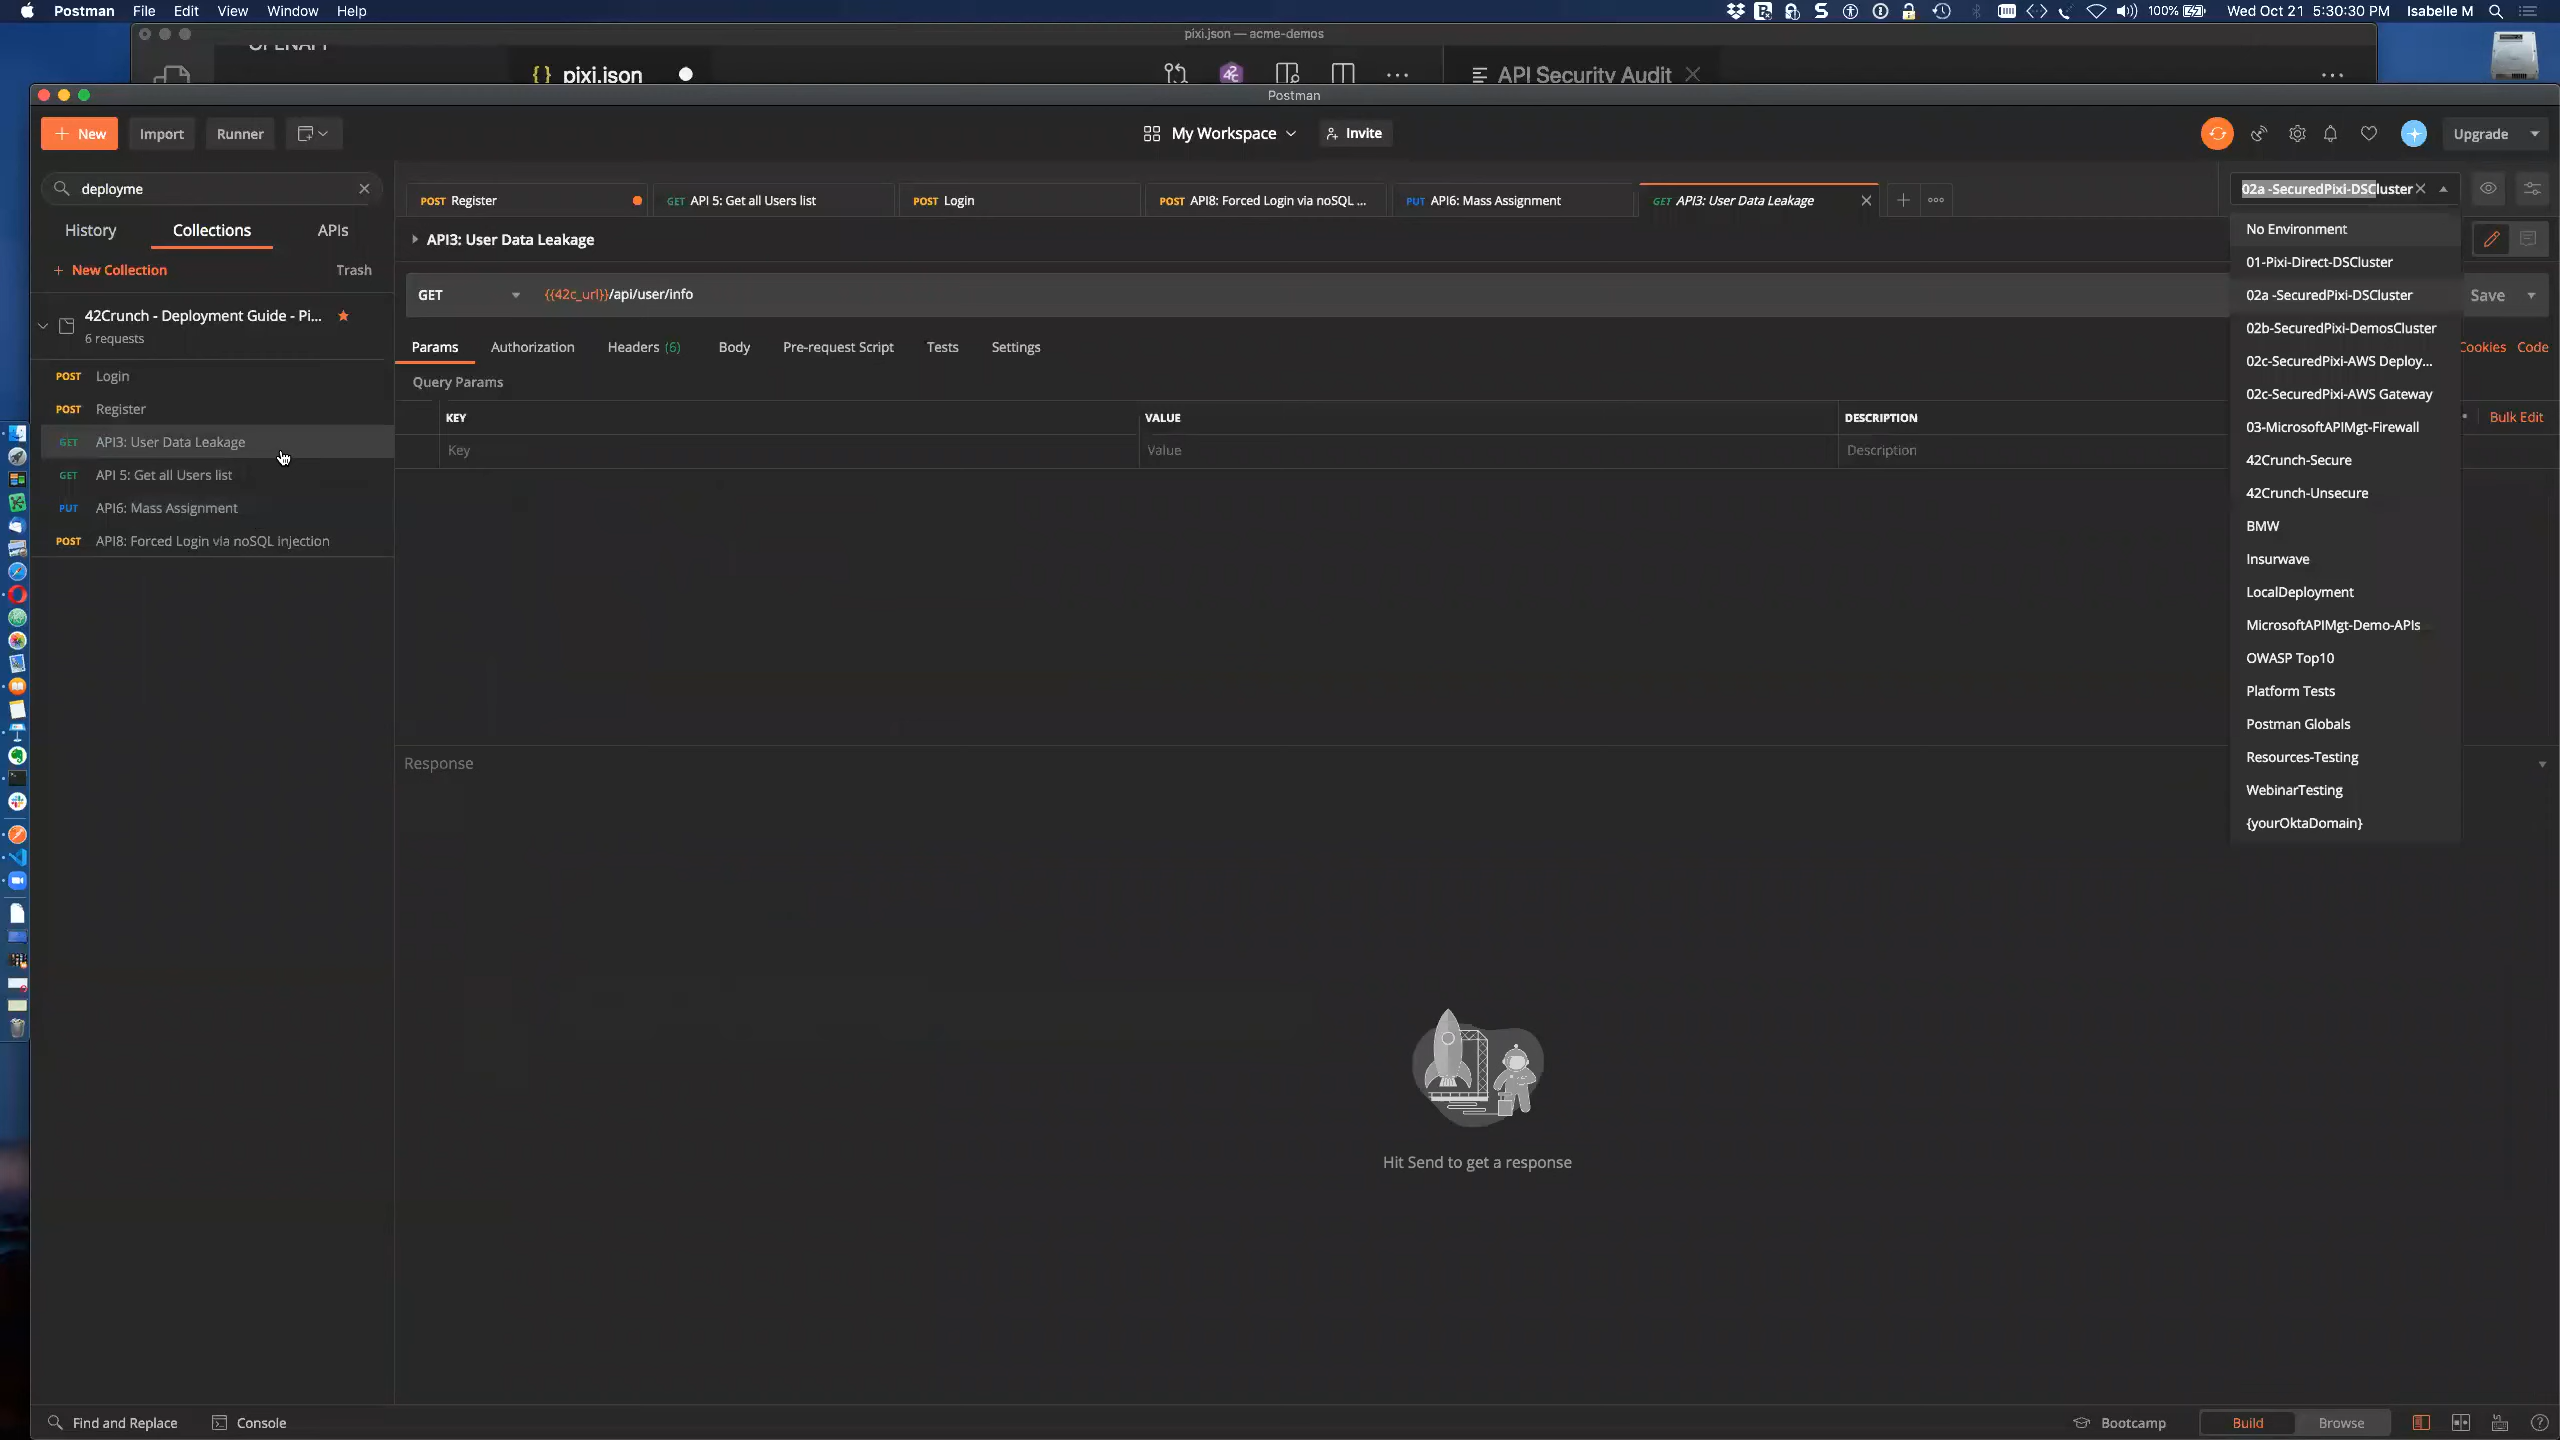 Postman File Edit View Window Help
100% Wed Oct 21 5:30:30 PM Isabelle M
pixi.json — acme-demos
OPENAPI
{} pixi.json
API Security Audit
Postman
+ New Import Runner
My Workspace
Invite
Upgrade
deployme
History Collections APIs
+ New Collection Trash
42Crunch - Deployment Guide - Pi...
6 requests
POST Login
POST Register
GET API3: User Data Leakage
GET API 5: Get all Users list
PUT API6: Mass Assignment
POST API8: Forced Login via noSQL Injection
POST Register
GET API 5: Get all Users list
POST Login
POST API8: Forced Login via noSQL ...
PUT API6: Mass Assignment
GET API3: User Data Leakage
API3: User Data Leakage
GET {{42c_url}}/api/user/info
Params Authorization Headers (6) Body Pre-request Script Tests Settings
Query Params
KEY VALUE DESCRIPTION
Key Value Description
Response
Hit Send to get a response
02a -SecuredPixi-DSCluster
No Environment
01-Pixi-Direct-DSCluster
02a -SecuredPixi-DSCluster
02b-SecuredPixi-DemosCluster
02c-SecuredPixi-AWS Deploy...
02c-SecuredPixi-AWS Gateway
03-MicrosoftAPIMgt-Firewall
42Crunch-Secure
42Crunch-Unsecure
BMW
Insurwave
LocalDeployment
MicrosoftAPIMgt-Demo-APIs
OWASP Top10
Platform Tests
Postman Globals
Resources-Testing
WebinarTesting
{yourOktaDomain}
Save
Cookies Code
Bulk Edit
Find and Replace Console
Bootcamp Build Browse